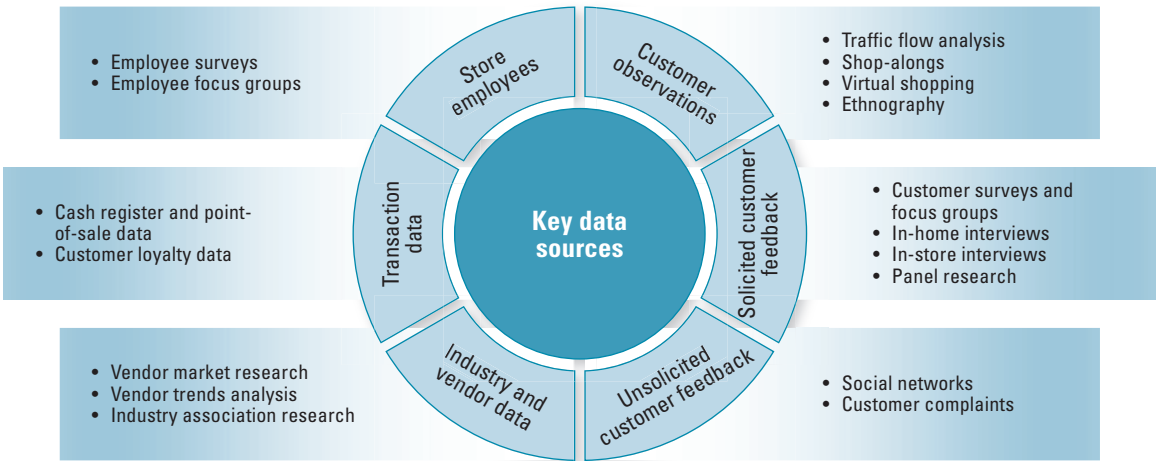 • Employee surveys
• Employee focus groups
Store
employees
Customer
observations
• Traffic flow analysis
• Shop-alongs
• Virtual shopping
• Ethnography
• Cash register and point-
of-sale data
• Customer loyalty data
Transaction
data
Key data
sources
Solicited customer
feedback
• Customer surveys and
focus groups
• In-home interviews
• In-store interviews
• Panel research
• Vendor market research
• Vendor trends analysis
• Industry association research
Industry and
vendor data
Unsolicited
customer feedback
• Social networks
• Customer complaints